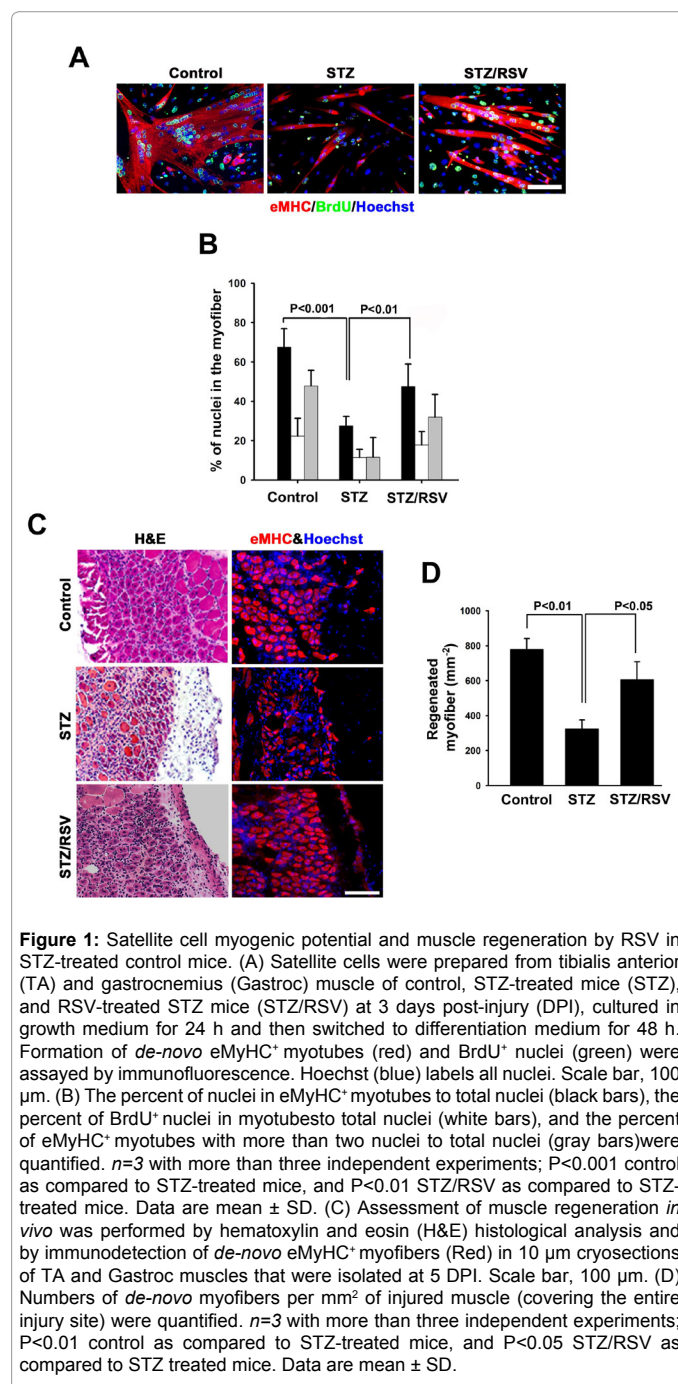 A
Control
STZ
STZ/RSV
eMHC/BrdU/Hoechst
B
% of nuclei in the myofiber
100
80
60
40
20
0
P<0.001
P<0.01
Control
STZ
STZ/RSV
C
H&E
eMHC&Hoechst
Control
STZ
STZ/RSV
D
Regeneated
myofiber (mm⁻²)
1000
800
600
400
200
0
P<0.01
P<0.05
Control
STZ
STZ/RSV
Figure 1: Satellite cell myogenic potential and muscle regeneration by RSV in
STZ-treated control mice. (A) Satellite cells were prepared from tibialis anterior
(TA) and gastrocnemius (Gastroc) muscle of control, STZ-treated mice (STZ),
and RSV-treated STZ mice (STZ/RSV) at 3 days post-injury (DPI), cultured in
growth medium for 24 h and then switched to differentiation medium for 48 h.
Formation of de-novo eMyHC⁺ myotubes (red) and BrdU⁺ nuclei (green) were
assayed by immunofluorescence. Hoechst (blue) labels all nuclei. Scale bar, 100
µm. (B) The percent of nuclei in eMyHC⁺ myotubes to total nuclei (black bars), the
percent of BrdU⁺ nuclei in myotubesto total nuclei (white bars), and the percent
of eMyHC⁺ myotubes with more than two nuclei to total nuclei (gray bars)were
quantified. n=3 with more than three independent experiments; P<0.001 control
as compared to STZ-treated mice, and P<0.01 STZ/RSV as compared to STZ-
treated mice. Data are mean ± SD. (C) Assessment of muscle regeneration in
vivo was performed by hematoxylin and eosin (H&E) histological analysis and
by immunodetection of de-novo eMyHC⁺ myofibers (Red) in 10 µm cryosections
of TA and Gastroc muscles that were isolated at 5 DPI. Scale bar, 100 µm. (D)
Numbers of de-novo myofibers per mm² of injured muscle (covering the entire
injury site) were quantified. n=3 with more than three independent experiments;
P<0.01 control as compared to STZ-treated mice, and P<0.05 STZ/RSV as
compared to STZ treated mice. Data are mean ± SD.